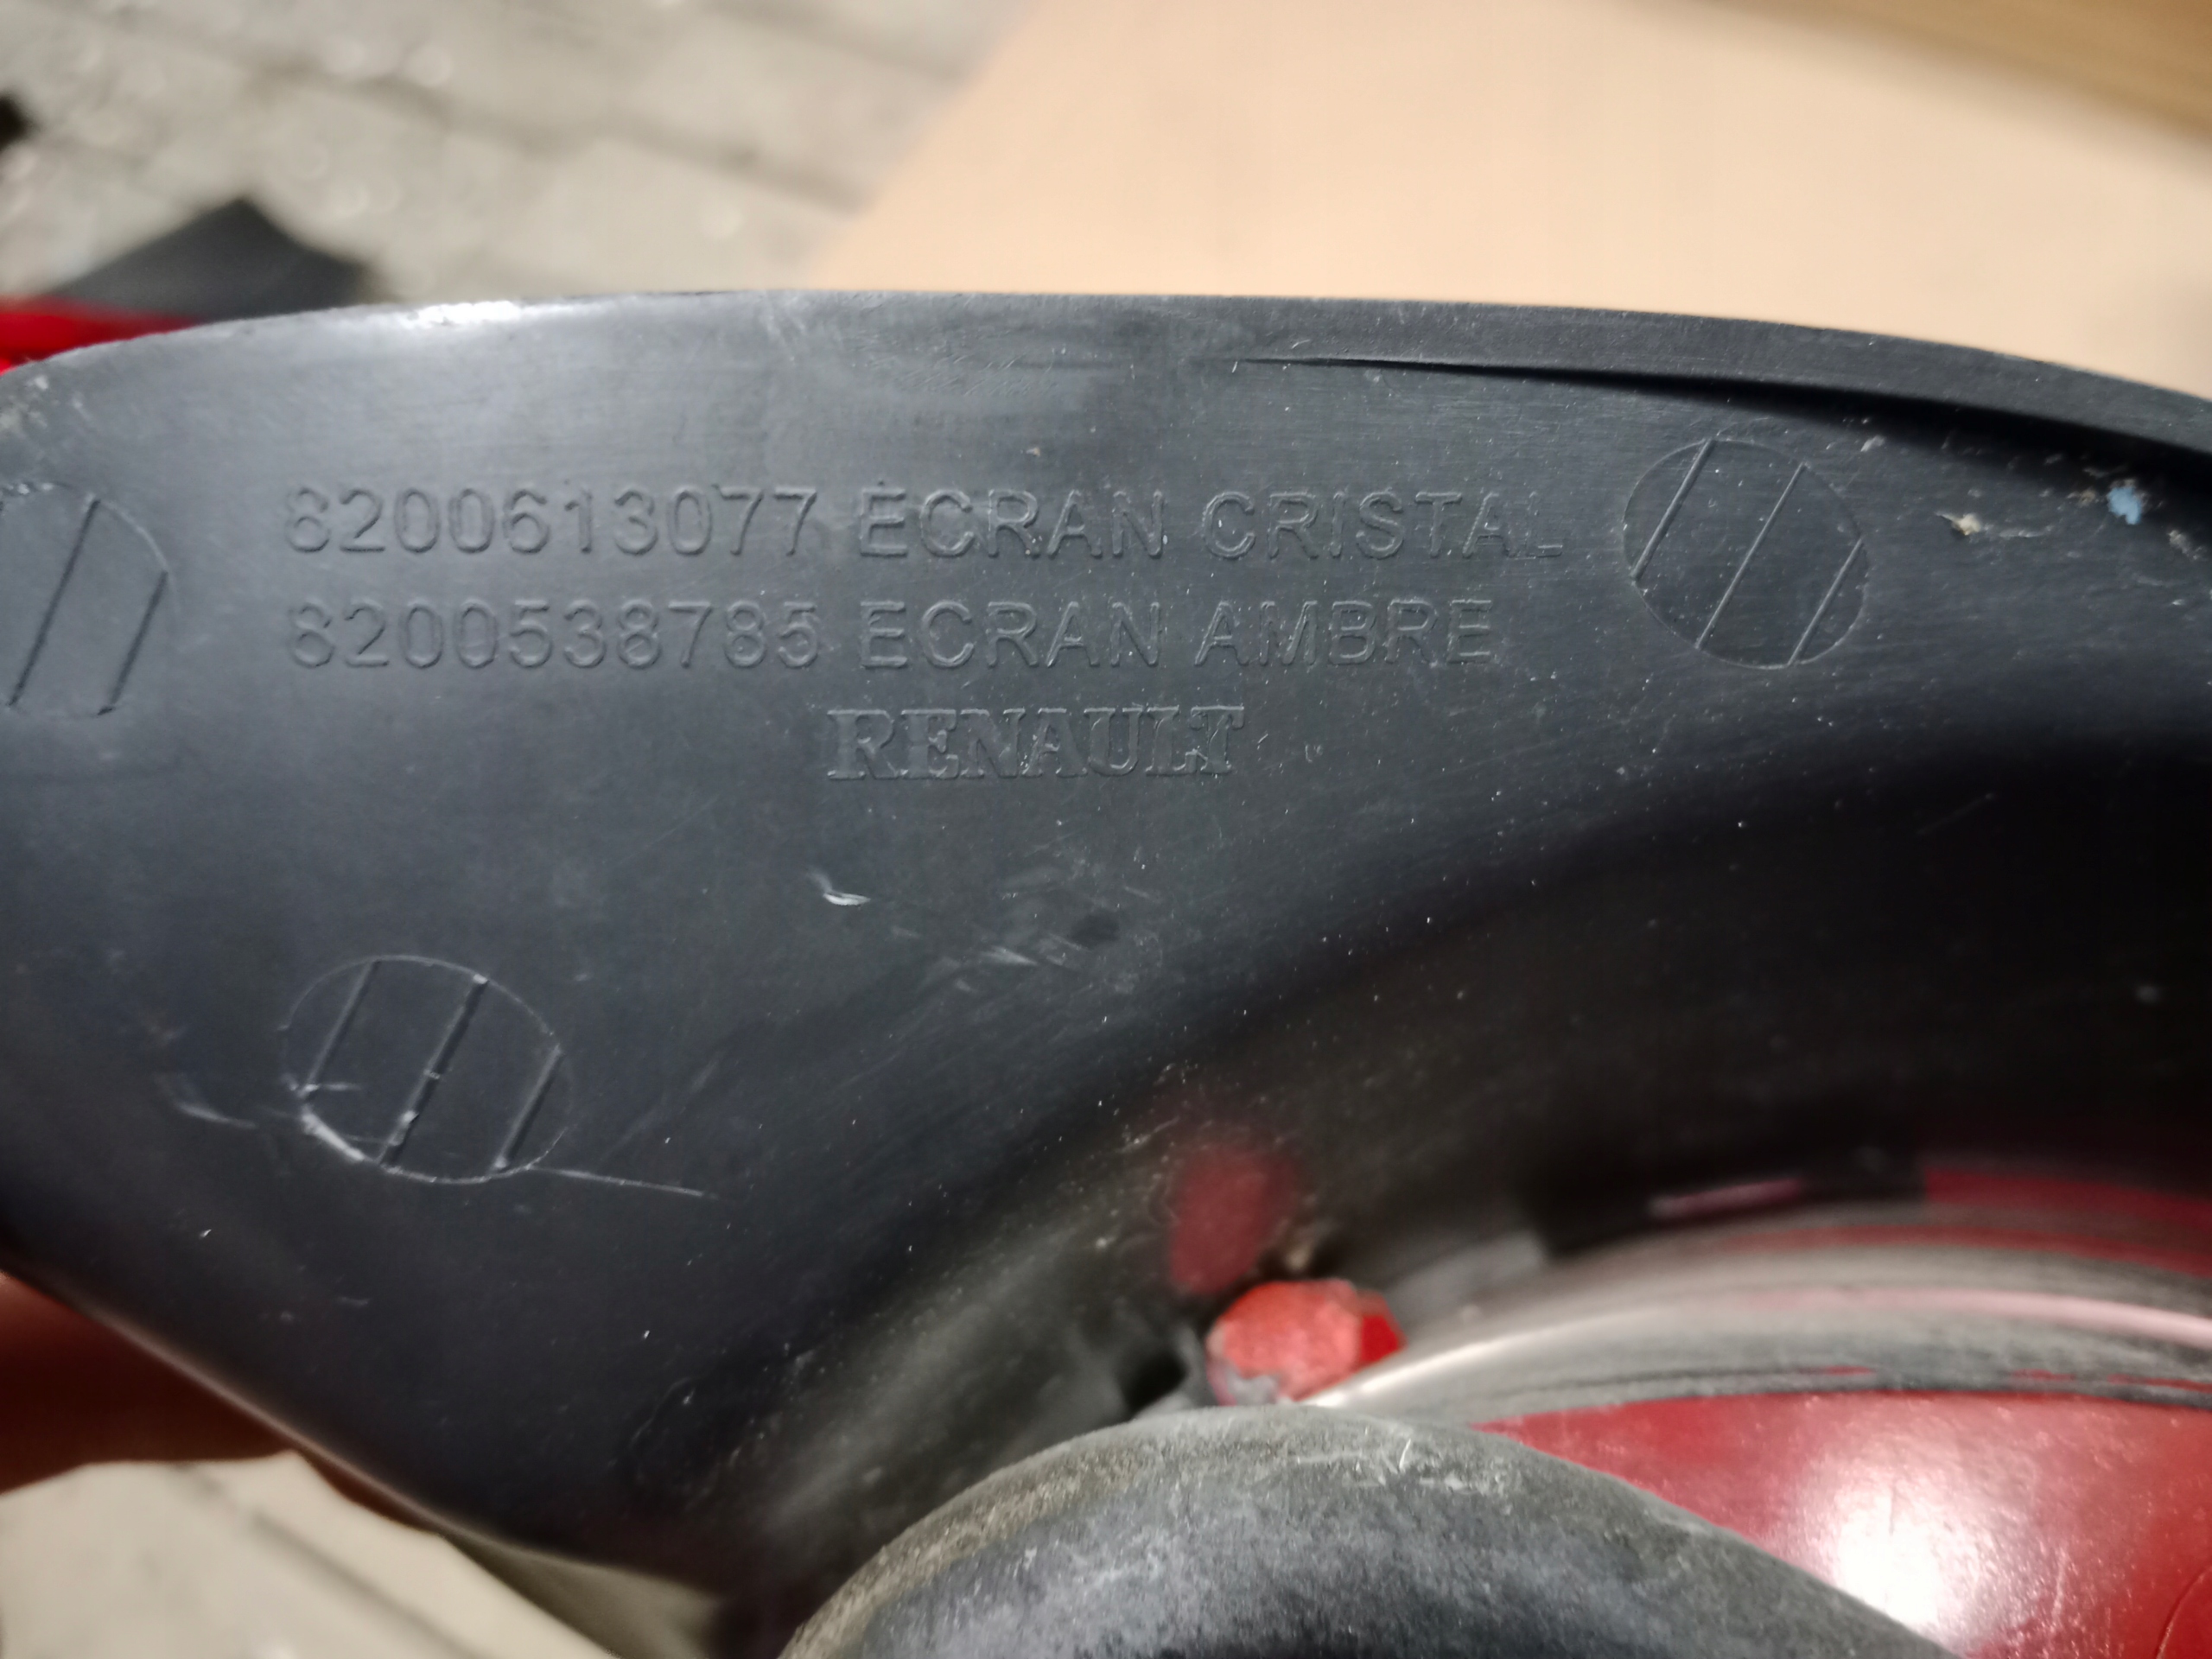 8200613077 ECRAN CRISTAL
8200538785 ECRAN AMBRE
RENAULT